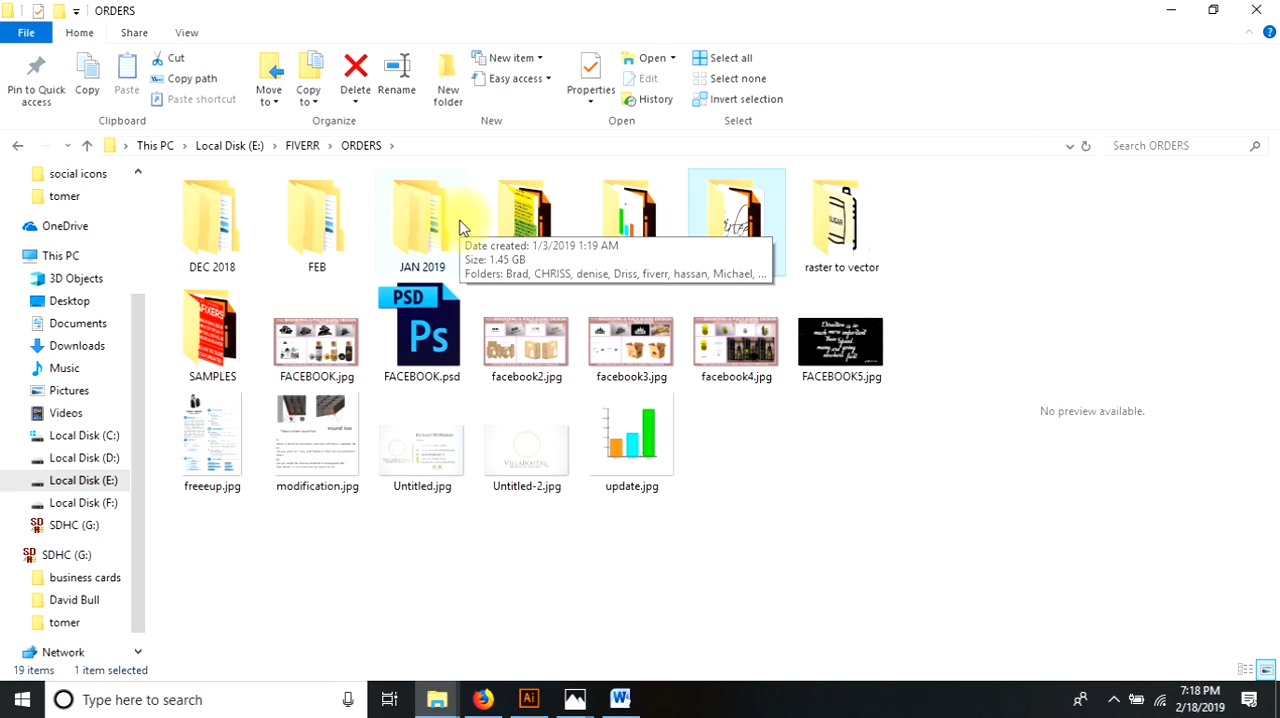 ORDERS
File Home Share View
Pin to Quick access
Copy
Paste
Cut
Copy path
Paste shortcut
Clipboard
Move to
Copy to
Delete
Rename
Organize
New folder
New item
Easy access
New
Properties
Open
Edit
History
Open
Select all
Select none
Invert selection
Select
This PC Local Disk (E:) FIVERR ORDERS
Search ORDERS
social icons
tomer
OneDrive
This PC
3D Objects
Desktop
Documents
Downloads
Music
Pictures
Videos
Local Disk (C:)
Local Disk (D:)
Local Disk (E:)
Local Disk (F:)
SDHC (G:)
SDHC (G:)
business cards
David Bull
tomer
Network
DEC 2018
FEB
JAN 2019
Date created: 1/3/2019 1:19 AM
Size: 1.45 GB
Folders: Brad, CHRISS, denise, Driss, fiverr, hassan, Michael, ...
SUGAR
raster to vector
SAMPLES
FACEBOOK.jpg
PSD
Ps
FACEBOOK.psd
facebook2.jpg
facebook3.jpg
facebook4.jpg
FACEBOOK5.jpg
freeeup.jpg
modification.jpg
Untitled.jpg
Untitled-2.jpg
update.jpg
No preview available.
19 items 1 item selected
Type here to search
Ai
W
7:18 PM
2/18/2019